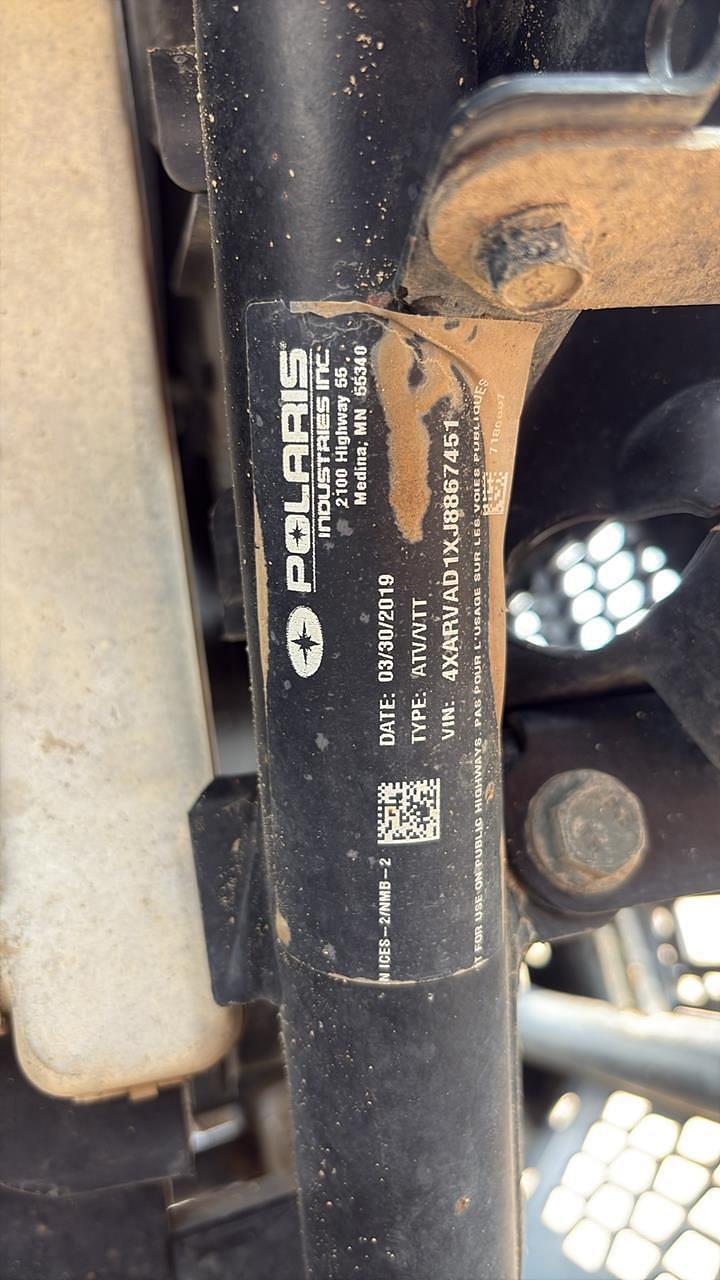 POLARIS
INDUSTRIES INC.
2100 Highway 55
Medina, MN 55340
DATE: 03/30/2019
TYPE: ATV/VTT
VIN: 4XARVAD1XJ8867451
N ICES-2/NMB-2
FOR USE ON PUBLIC HIGHWAYS. PAS POUR L'USAGE SUR LES VOIES PUBLIQUES